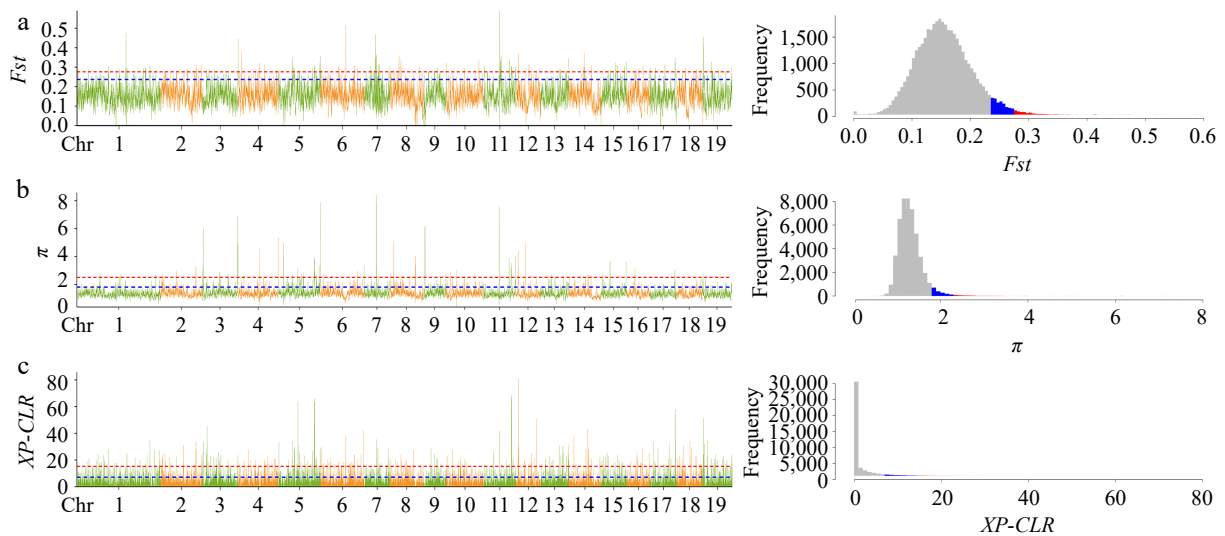 a
Fst
0.5
0.4
0.3
0.2
0.1
0.0
Chr 1 2 3 4 5 6 7 8 9 10 11 12 13 14 15 16 17 18 19
Frequency
1,500
1,000
500
0
0.0 0.1 0.2 0.3 0.4 0.5 0.6
Fst
b
π
8
6
4
2
0
Chr 1 2 3 4 5 6 7 8 9 10 11 12 13 14 15 16 17 18 19
Frequency
8,000
6,000
4,000
2,000
0
0 2 4 6 8
π
c
XP-CLR
80
60
40
20
0
Chr 1 2 3 4 5 6 7 8 9 10 11 12 13 14 15 16 17 18 19
Frequency
30,000
25,000
20,000
15,000
10,000
5,000
0
0 20 40 60 80
XP-CLR